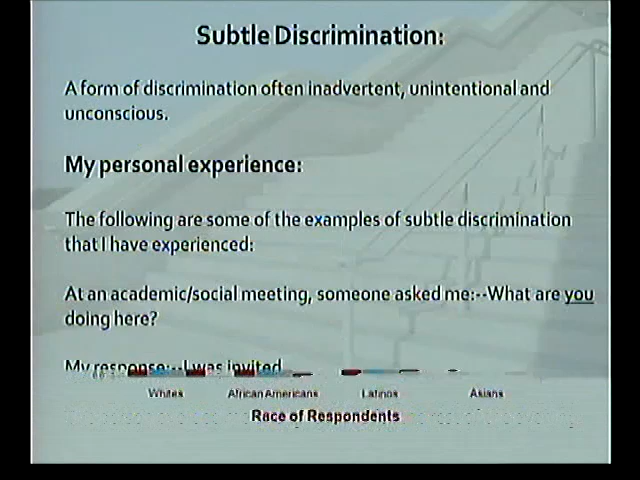 Subtle Discrimination:
A form of discrimination often inadvertent, unintentional and
unconscious.
My personal experience:
The following are some of the examples of subtle discrimination
that I have experienced:
At an academic/social meeting, someone asked me:--What are you
doing here?
My response:--I was invited
Whites African Americans Latinos Asians
Race of Respondents